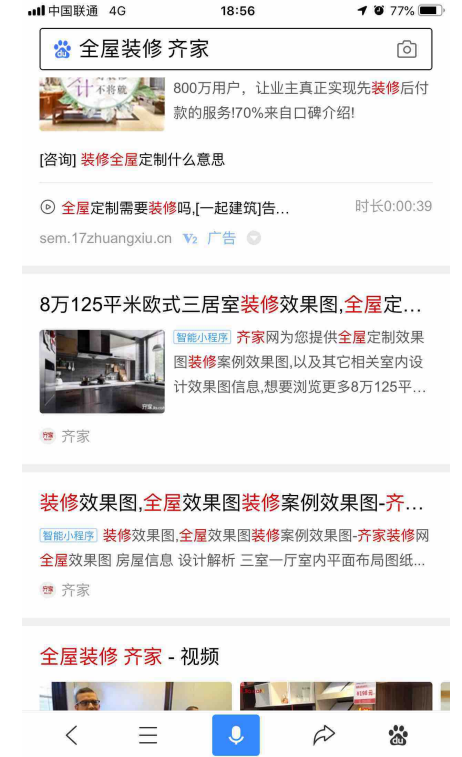 中国联通 4G 18:56 77%
全屋装修 齐家
计 不将就
800万用户，让业主真正实现先装修后付
款的服务!70%来自口碑介绍!
[咨询] 装修全屋定制什么意思
全屋定制需要装修吗,[一起建筑]告... 时长0:00:39
sem.17zhuangxiu.cn V2 广告
8万125平米欧式三居室装修效果图,全屋定...
智能小程序 齐家网为您提供全屋定制效果
图装修案例效果图,以及其它相关室内设
计效果图信息,想要浏览更多8万125平...
齐家
齐家
装修效果图,全屋效果图装修案例效果图-齐...
智能小程序 装修效果图,全屋效果图装修案例效果图-齐家装修网
全屋效果图 房屋信息 设计解析 三室一厅室内平面布局图纸...
齐家
全屋装修 齐家 - 视频
du